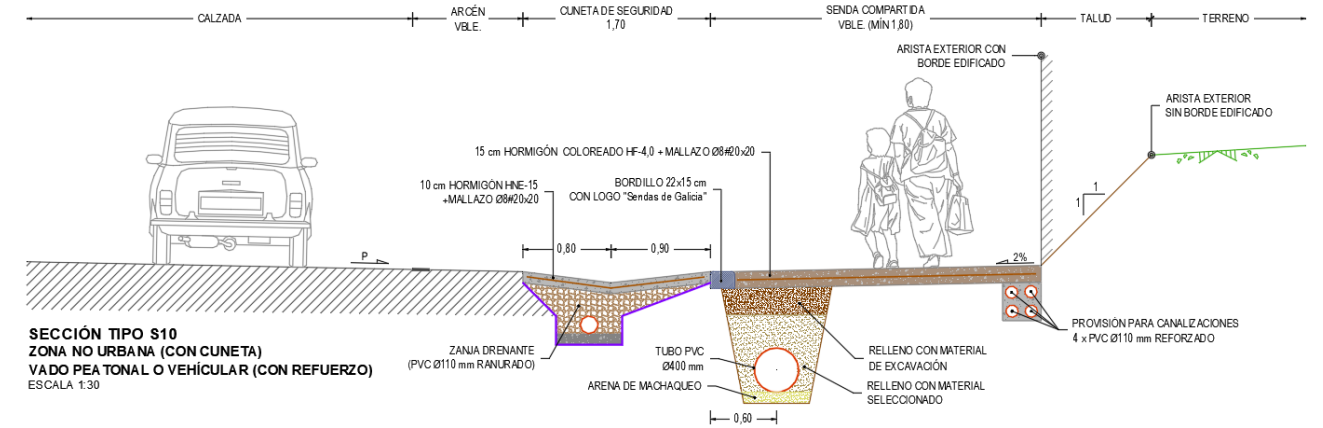 CALZADA
ARCÉN
VBLE.
CUNETA DE SEGURIDAD
1,70
SENDA COMPARTIDA
VBLE. (MÍN 1,80)
TALUD
TERRENO
ARISTA EXTERIOR CON
BORDE EDIFICADO
ARISTA EXTERIOR
SIN BORDE EDIFICADO
15 cm HORMIGÓN COLOREADO HF-4,0 + MALLAZO Ø8#20x20
10 cm HORMIGÓN HNE-15
+MALLAZO Ø8#20x20
BORDILLO 22x15 cm
CON LOGO "Sendas de Galicia"
1
1
0,80
0,90
P
2%
SECCIÓN TIPO S10
ZONA NO URBANA (CON CUNETA)
VADO PEATONAL O VEHÍCULAR (CON REFUERZO)
ESCALA 1:30
ZANJA DRENANTE
(PVC Ø110 mm RANURADO)
TUBO PVC
Ø400 mm
ARENA DE MACHAQUEO
RELLENO CON MATERIAL
DE EXCAVACIÓN
RELLENO CON MATERIAL
SELECCIONADO
PROVISIÓN PARA CANALIZACIONES
4 x PVC Ø110 mm REFORZADO
0,60